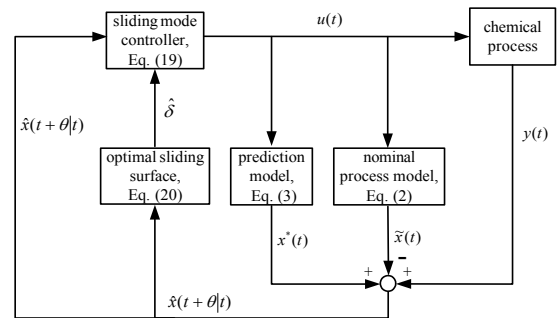 sliding mode
controller,
Eq. (19)
u(t)
chemical
process
x̂(t + θ|t)
δ̂
y(t)
optimal sliding
surface,
Eq. (20)
prediction
model,
Eq. (3)
nominal
process model,
Eq. (2)
x*(t)
x̃(t)
−
+
+
x̂(t + θ|t)